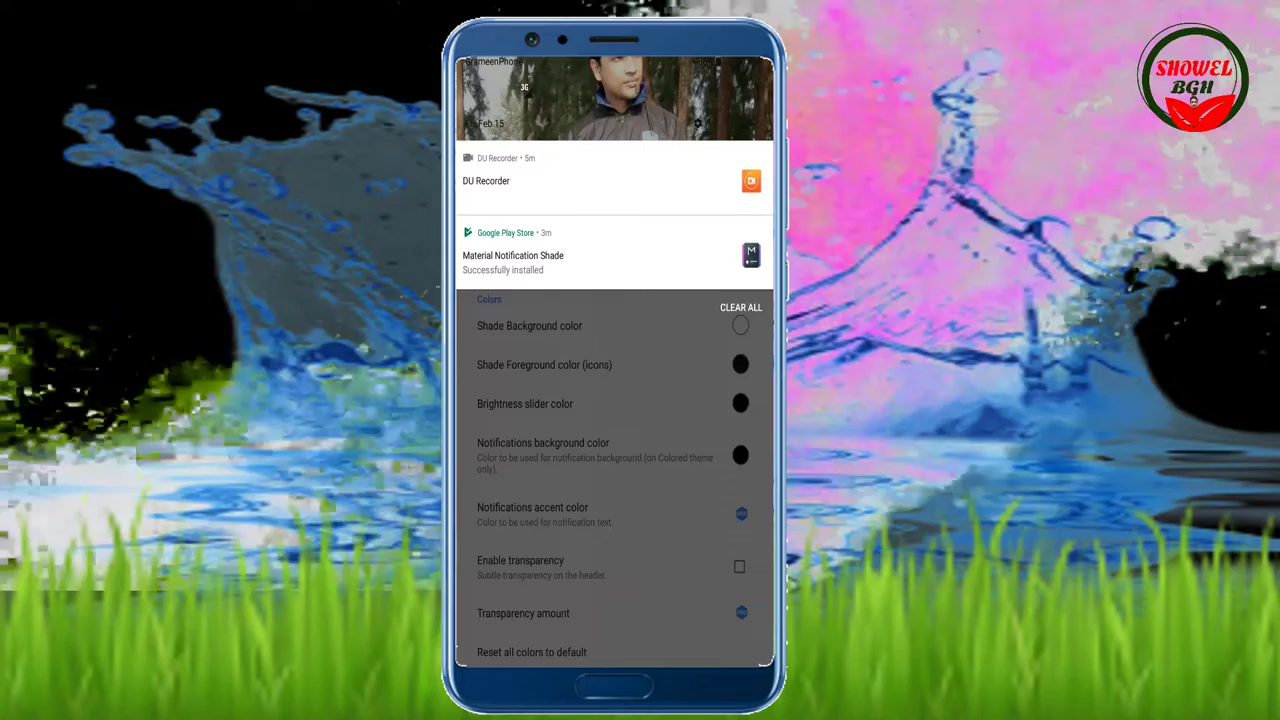 SHOWEL
BGH
GrameenPhone
3G
Feb 15
DU Recorder • 5m
DU Recorder
Google Play Store • 3m
Material Notification Shade
Successfully installed
CLEAR ALL
Colors
Shade Background color
Shade Foreground color (icons)
Brightness slider color
Notifications background color
Color to be used for notification background (on Colored theme
only).
Notifications accent color
Color to be used for notification text.
Enable transparency
Subtle transparency on the header.
Transparency amount
Reset all colors to default